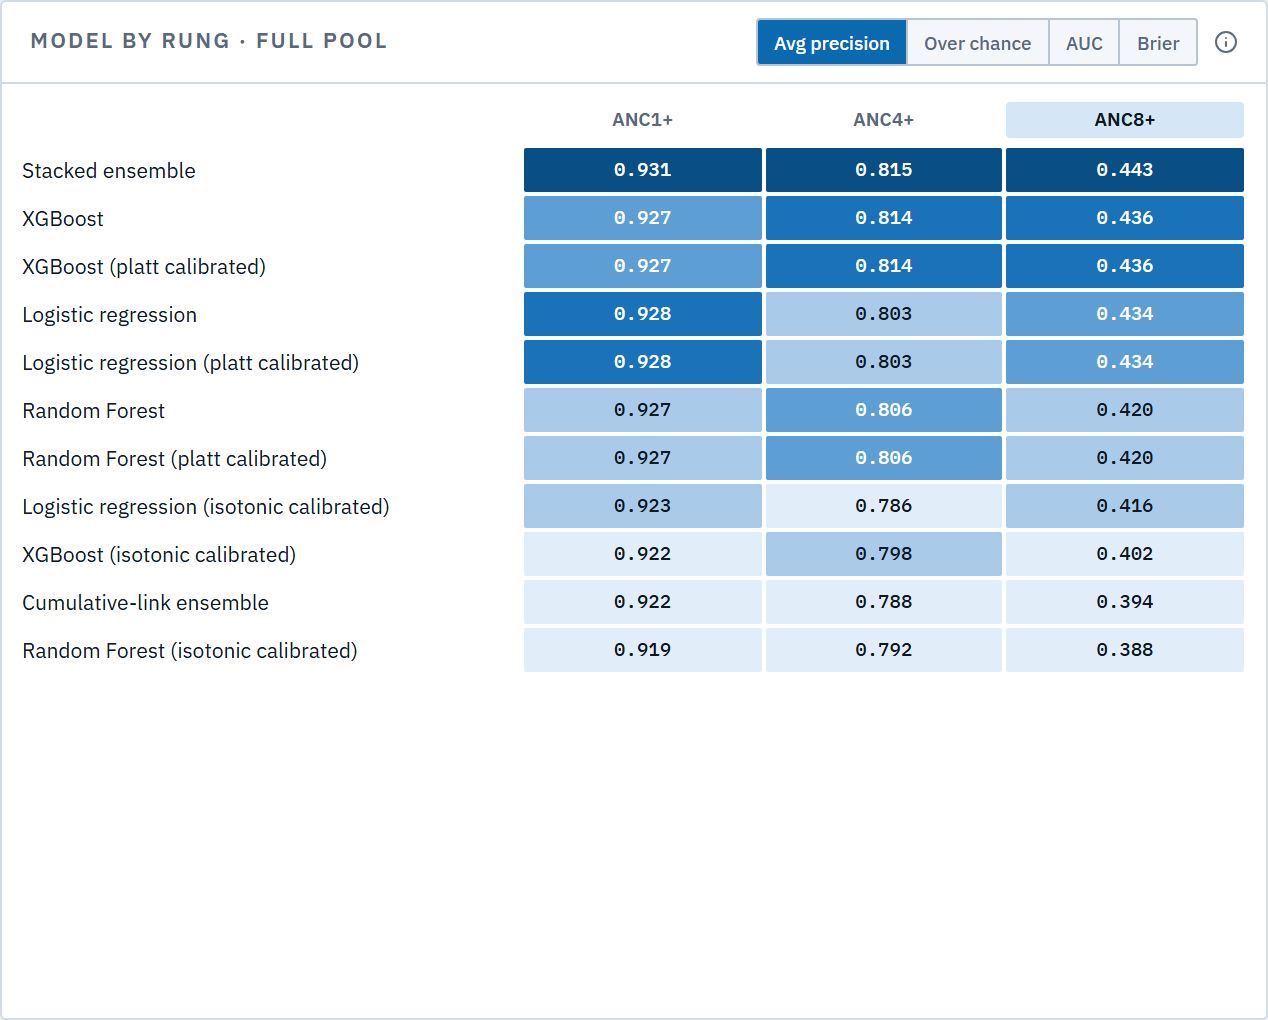 MODEL BY RUNG · FULL POOL
Avg precision Over chance AUC Brier
ANC1+ ANC4+ ANC8+
Stacked ensemble 0.931 0.815 0.443
XGBoost 0.927 0.814 0.436
XGBoost (platt calibrated) 0.927 0.814 0.436
Logistic regression 0.928 0.803 0.434
Logistic regression (platt calibrated) 0.928 0.803 0.434
Random Forest 0.927 0.806 0.420
Random Forest (platt calibrated) 0.927 0.806 0.420
Logistic regression (isotonic calibrated) 0.923 0.786 0.416
XGBoost (isotonic calibrated) 0.922 0.798 0.402
Cumulative-link ensemble 0.922 0.788 0.394
Random Forest (isotonic calibrated) 0.919 0.792 0.388